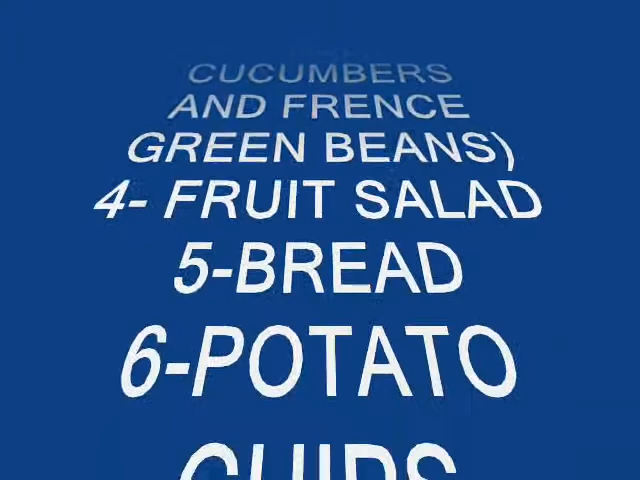 CUCUMBERS
AND FRENCE
GREEN BEANS)
4- FRUIT SALAD
5-BREAD
6-POTATO
CHIPS